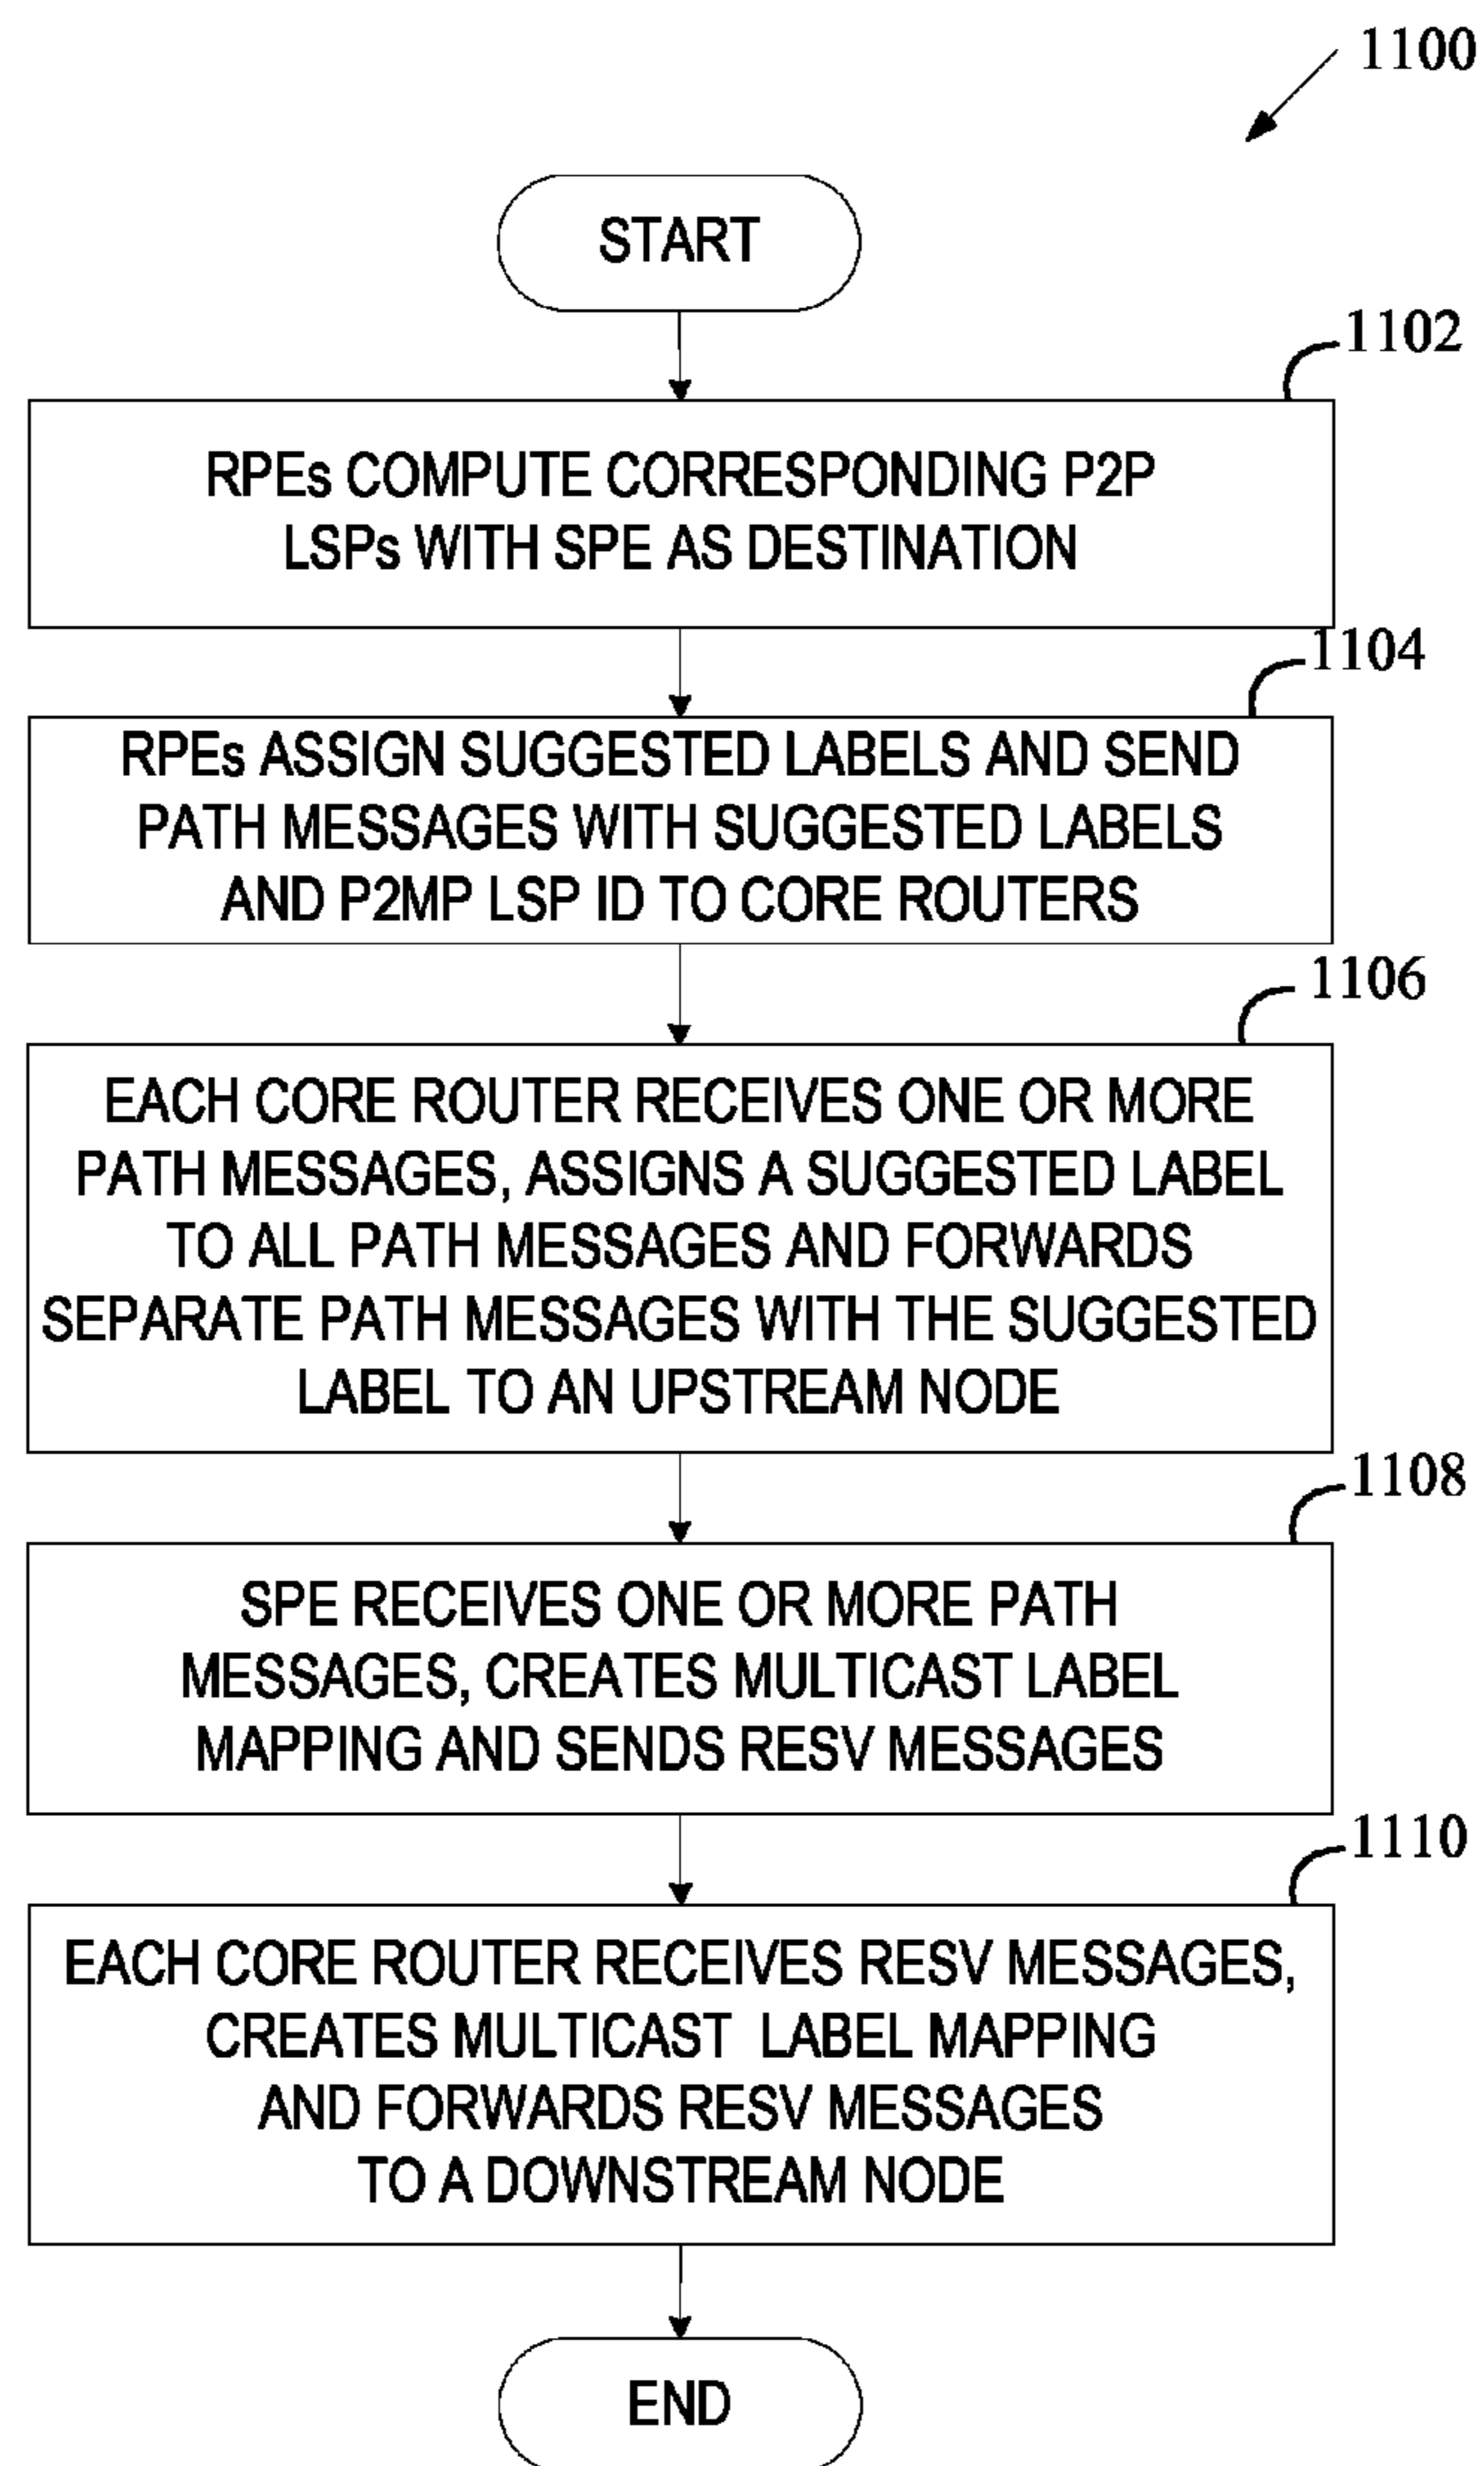 1100
START
1102
RPEs COMPUTE CORRESPONDING P2P
LSPs WITH SPE AS DESTINATION
1104
RPEs ASSIGN SUGGESTED LABELS AND SEND
PATH MESSAGES WITH SUGGESTED LABELS
AND P2MP LSP ID TO CORE ROUTERS
1106
EACH CORE ROUTER RECEIVES ONE OR MORE
PATH MESSAGES, ASSIGNS A SUGGESTED LABEL
TO ALL PATH MESSAGES AND FORWARDS
SEPARATE PATH MESSAGES WITH THE SUGGESTED
LABEL TO AN UPSTREAM NODE
1108
SPE RECEIVES ONE OR MORE PATH
MESSAGES, CREATES MULTICAST LABEL
MAPPING AND SENDS RESV MESSAGES
1110
EACH CORE ROUTER RECEIVES RESV MESSAGES,
CREATES MULTICAST LABEL MAPPING
AND FORWARDS RESV MESSAGES
TO A DOWNSTREAM NODE
END